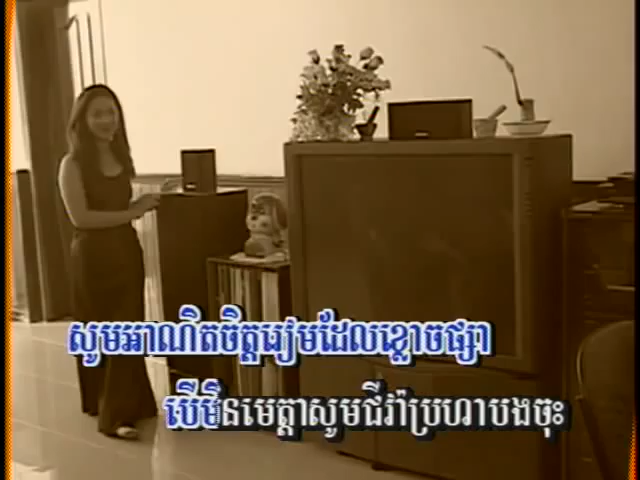 សូមអាណិតចិត្តរៀមដែលខ្លោចផ្សា
បើមិនមេត្តាសូមជីវ៉ាប្រហាបងចុះ